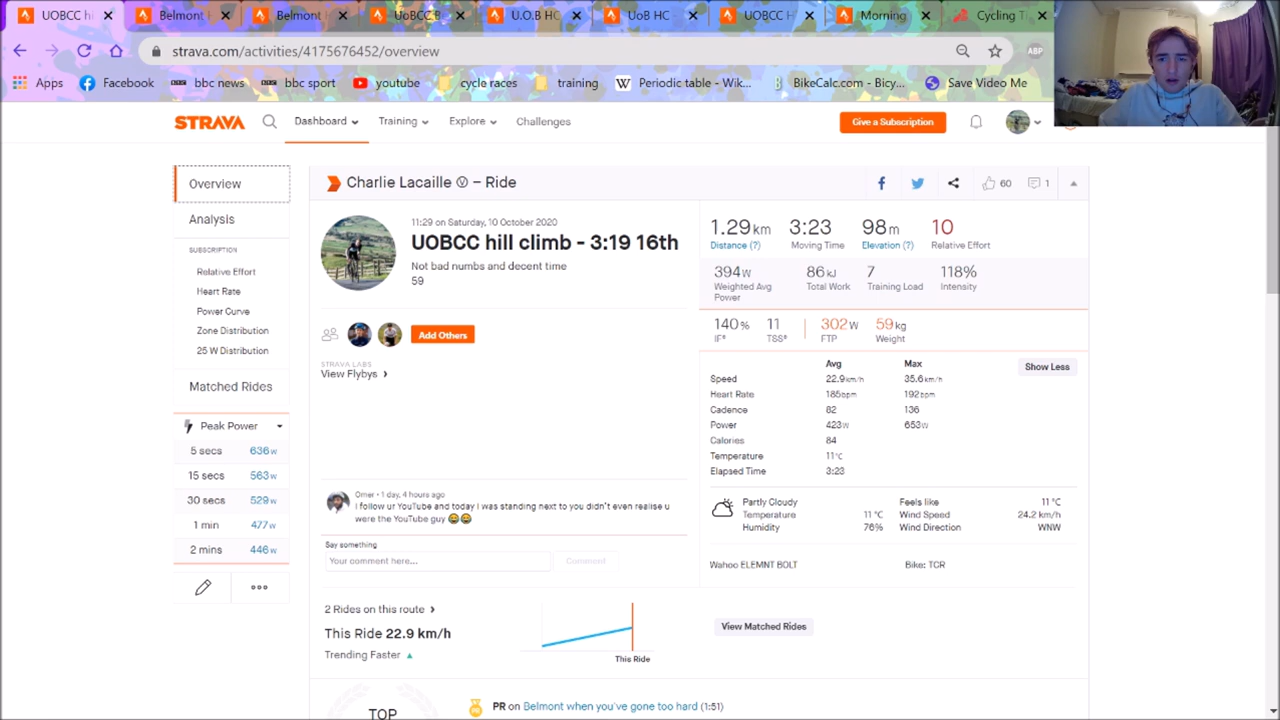 UOBCC hi
Belmont H
Belmont H
UoBCC B
U.O.B HC
UoB HC
UOBCC H
Morning
Cycling T
strava.com/activities/4175676452/overview
ABP
Apps Facebook bbc news bbc sport youtube cycle races training Periodic table - Wik... BikeCalc.com - Bicy... Save Video Me
STRAVA Dashboard Training Explore Challenges Give a Subscription
Overview
Analysis
SUBSCRIPTION
Relative Effort
Heart Rate
Power Curve
Zone Distribution
25 W Distribution
Matched Rides
Peak Power
5 secs 636w
15 secs 563w
30 secs 529w
1 min 477w
2 mins 446w
Charlie Lacaille – Ride
60 1
11:29 on Saturday, 10 October 2020
UOBCC hill climb - 3:19 16th
Not bad numbs and decent time
59
Add Others
STRAVA LABS
View Flybys
Omer • 1 day, 4 hours ago
I follow ur YouTube and today I was standing next to you didn't even realise u
were the YouTube guy
Say something
Your comment here...
Comment
2 Rides on this route
This Ride 22.9 km/h
Trending Faster
This Ride
1.29km 3:23 98m 10
Distance (?) Moving Time Elevation (?) Relative Effort
394W 86kJ 7 118%
Weighted Avg Total Work Training Load Intensity
Power
140% 11 302W 59kg
IF® TSS® FTP Weight
Avg Max
Show Less
Speed 22.9km/h 35.6km/h
Heart Rate 185bpm 192bpm
Cadence 82 136
Power 423W 653W
Calories 84
Temperature 11℃
Elapsed Time 3:23
Partly Cloudy Feels like 11 ℃
Temperature 11 ℃ Wind Speed 24.2 km/h
Humidity 76% Wind Direction WNW
Wahoo ELEMNT BOLT Bike: TCR
View Matched Rides
TOP
PR on Belmont when you've gone too hard (1:51)